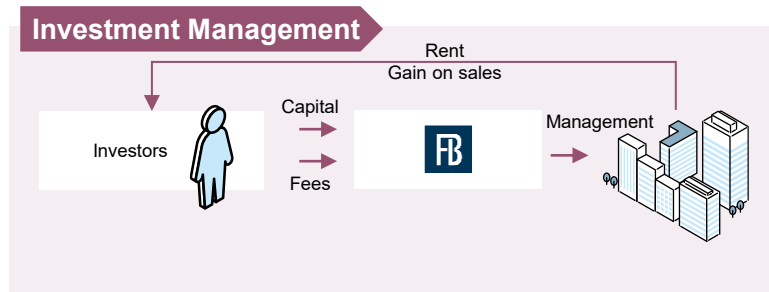 Investment Management
Rent
Gain on sales
Capital
Management
Investors
FB
Fees